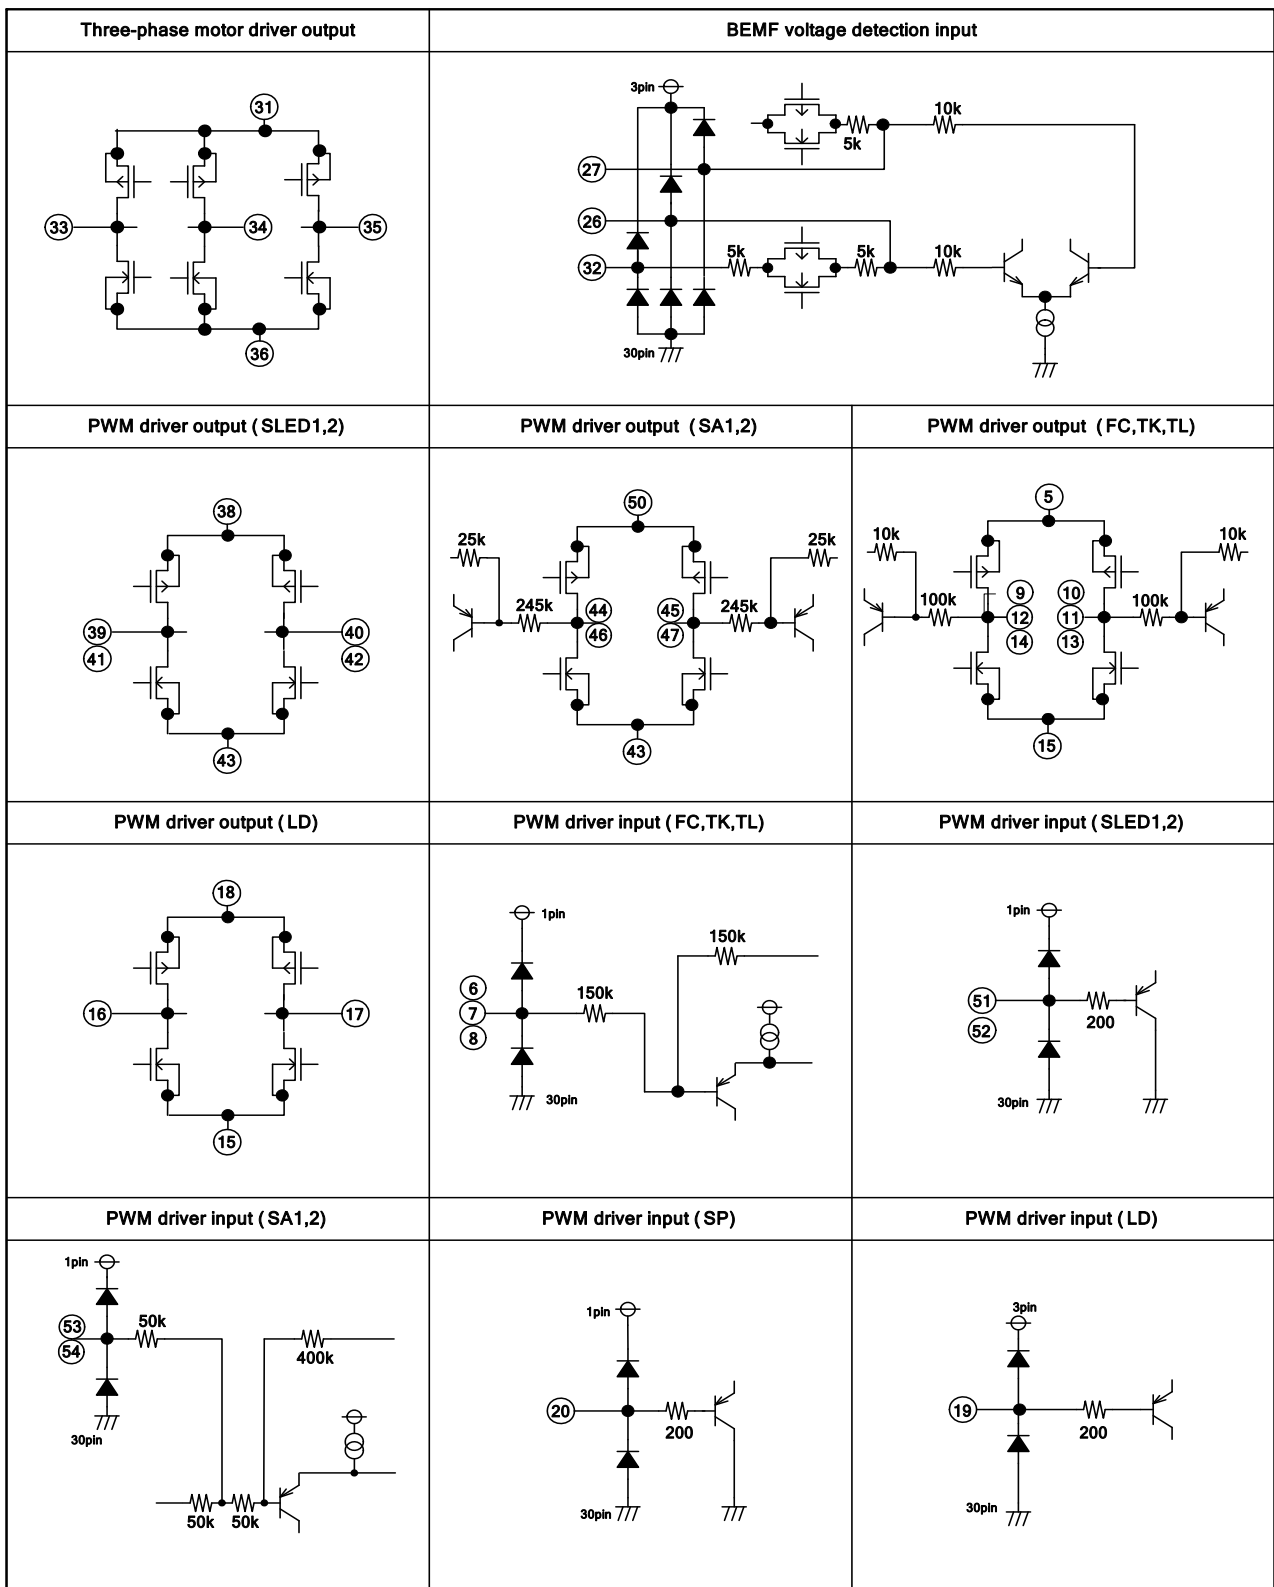 Three-phase motor driver output
BEMF voltage detection input
31
33
34
35
36
3pin
5k
10k
27
26
32
5k
5k
10k
30pin
PWM driver output ( SLED1,2)
PWM driver output ( SA1,2)
PWM driver output ( FC,TK,TL)
38
39
41
40
42
43
50
25k
25k
245k
44
46
45
47
245k
43
5
10k
10k
100k
9
12
14
10
11
13
100k
15
PWM driver output ( LD)
PWM driver input ( FC,TK,TL)
PWM driver input ( SLED1,2)
18
16
17
15
1pin
150k
6
7
8
150k
30pin
1pin
51
52
200
30pin
PWM driver input ( SA1,2)
PWM driver input ( SP)
PWM driver input ( LD)
1pin
53
54
50k
400k
30pin
50k
50k
1pin
20
200
30pin
3pin
19
200
30pin